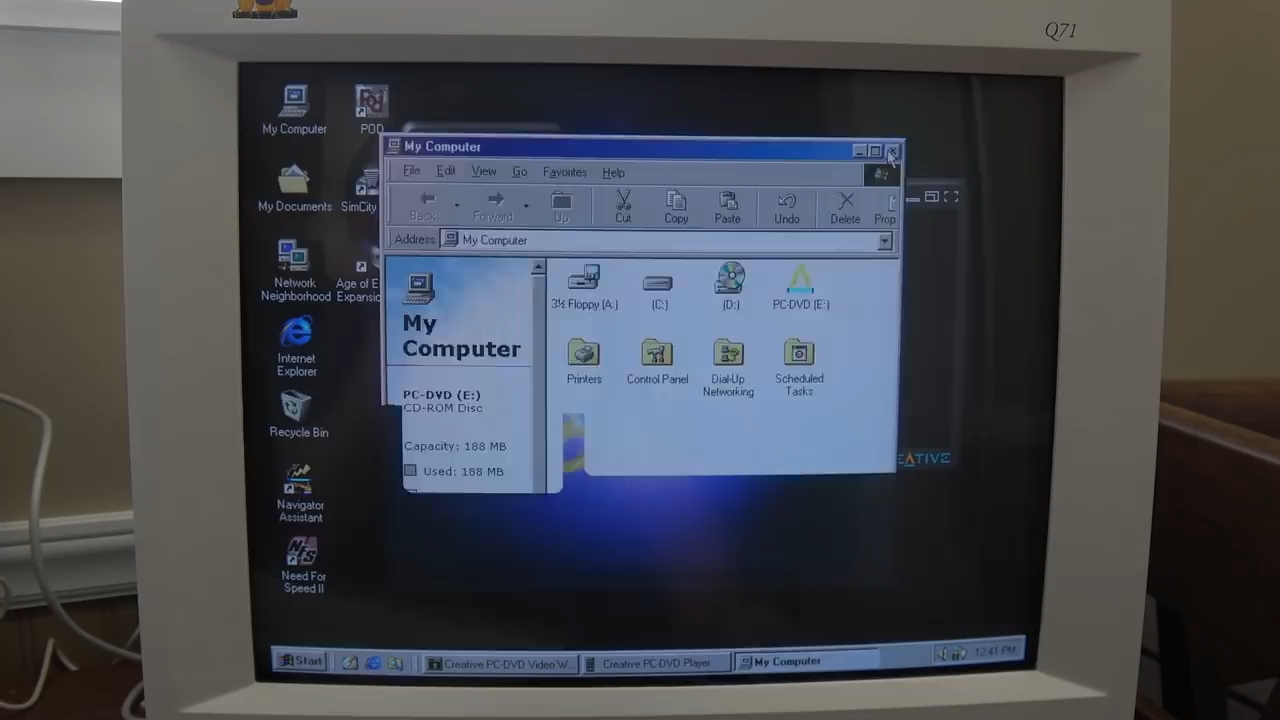 Q71
My Computer
POD
My Documents
SimCity
Network
Neighborhood
Age of E
Expansio
Internet
Explorer
Recycle Bin
Navigator
Assistant
Need For
Speed II
My Computer
File Edit View Go Favorites Help
Back Forward Up Cut Copy Paste Undo Delete Prop
Address My Computer
My
Computer
PC-DVD (E:)
CD-ROM Disc
Capacity: 188 MB
Used: 188 MB
3½ Floppy (A:) (C:) (D:) PC-DVD (E:)
Printers Control Panel Dial-Up
Networking Scheduled
Tasks
EATIVE
Start Creative PC-DVD Video W... Creative PC-DVD Player My Computer 12:41 PM